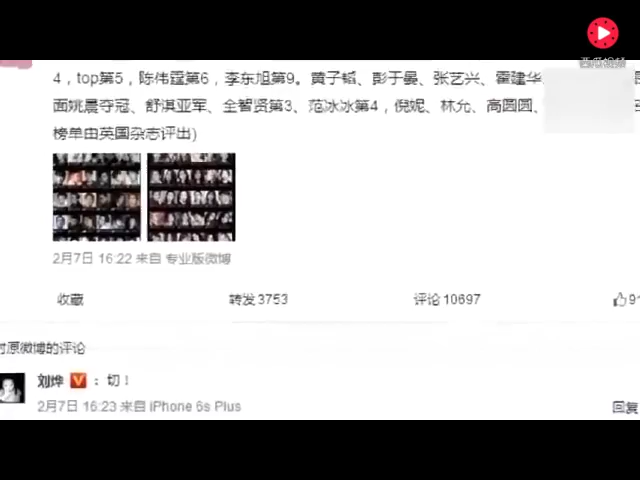 西瓜视频
4，top第5，陈伟霆第6，李东旭第9。黄子韬、彭于晏、张艺兴、霍建华
面姚晨夺冠、舒淇亚军、全智贤第3、范冰冰第4，倪妮、林允、高圆圆、
榜单由英国杂志评出)
2月7日 16:22 来自 专业版微博
收藏 转发 3753 评论 10697 91
对原微博的评论
刘烨 V ：切！
2月7日 16:23 来自 iPhone 6s Plus 回复